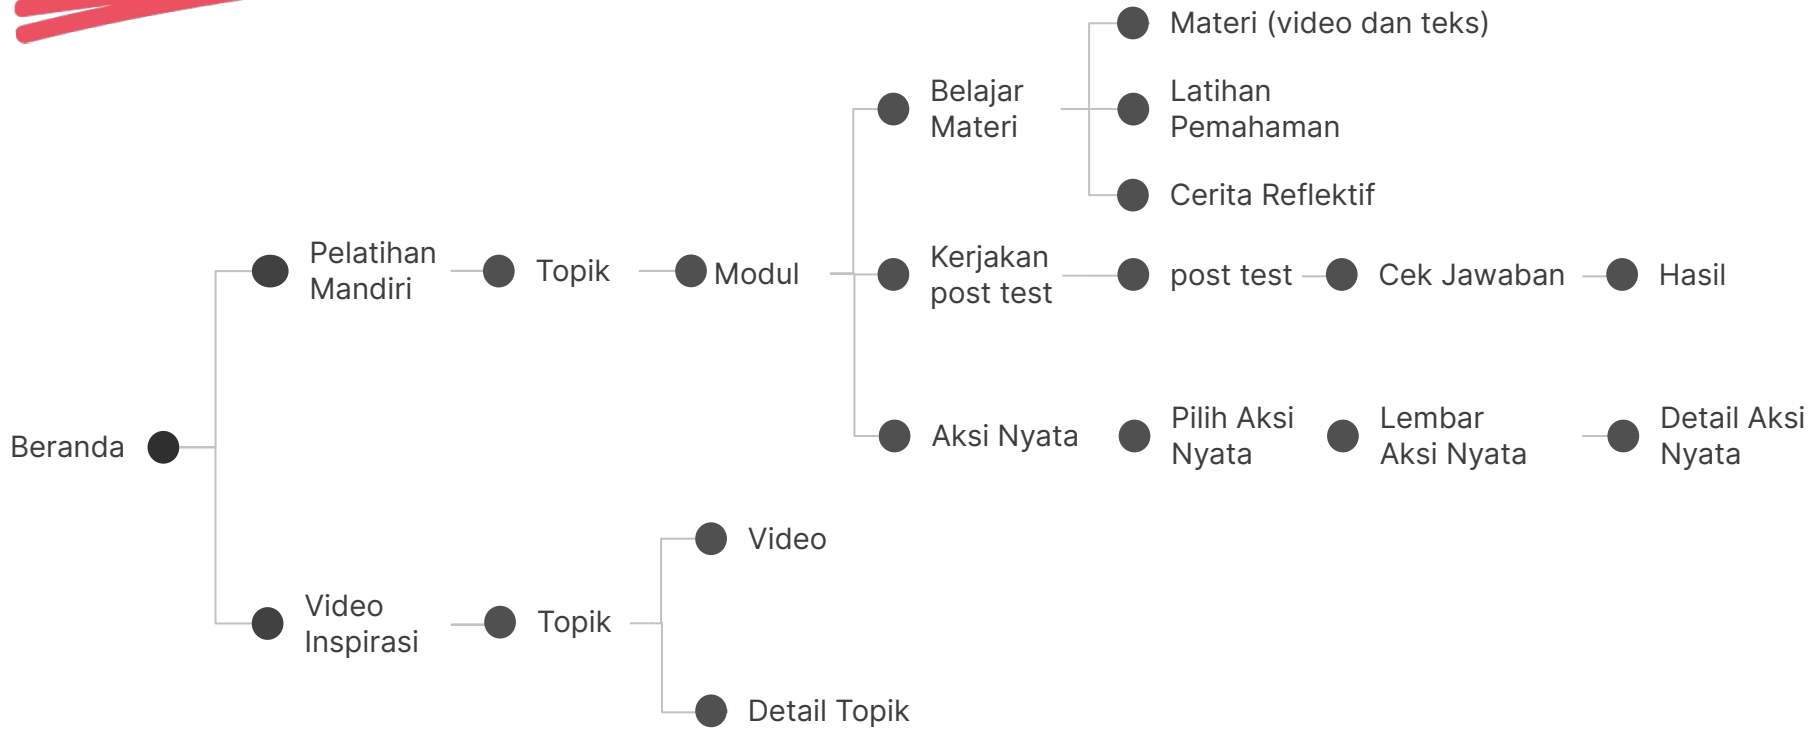 Materi (video dan teks)
Belajar
Materi
Latihan
Pemahaman
Cerita Reflektif
Pelatihan
Mandiri
Topik
Modul
Kerjakan
post test
post test
Cek Jawaban
Hasil
Aksi Nyata
Pilih Aksi
Nyata
Lembar
Aksi Nyata
Detail Aksi
Nyata
Beranda
Video
Inspirasi
Topik
Video
Detail Topik